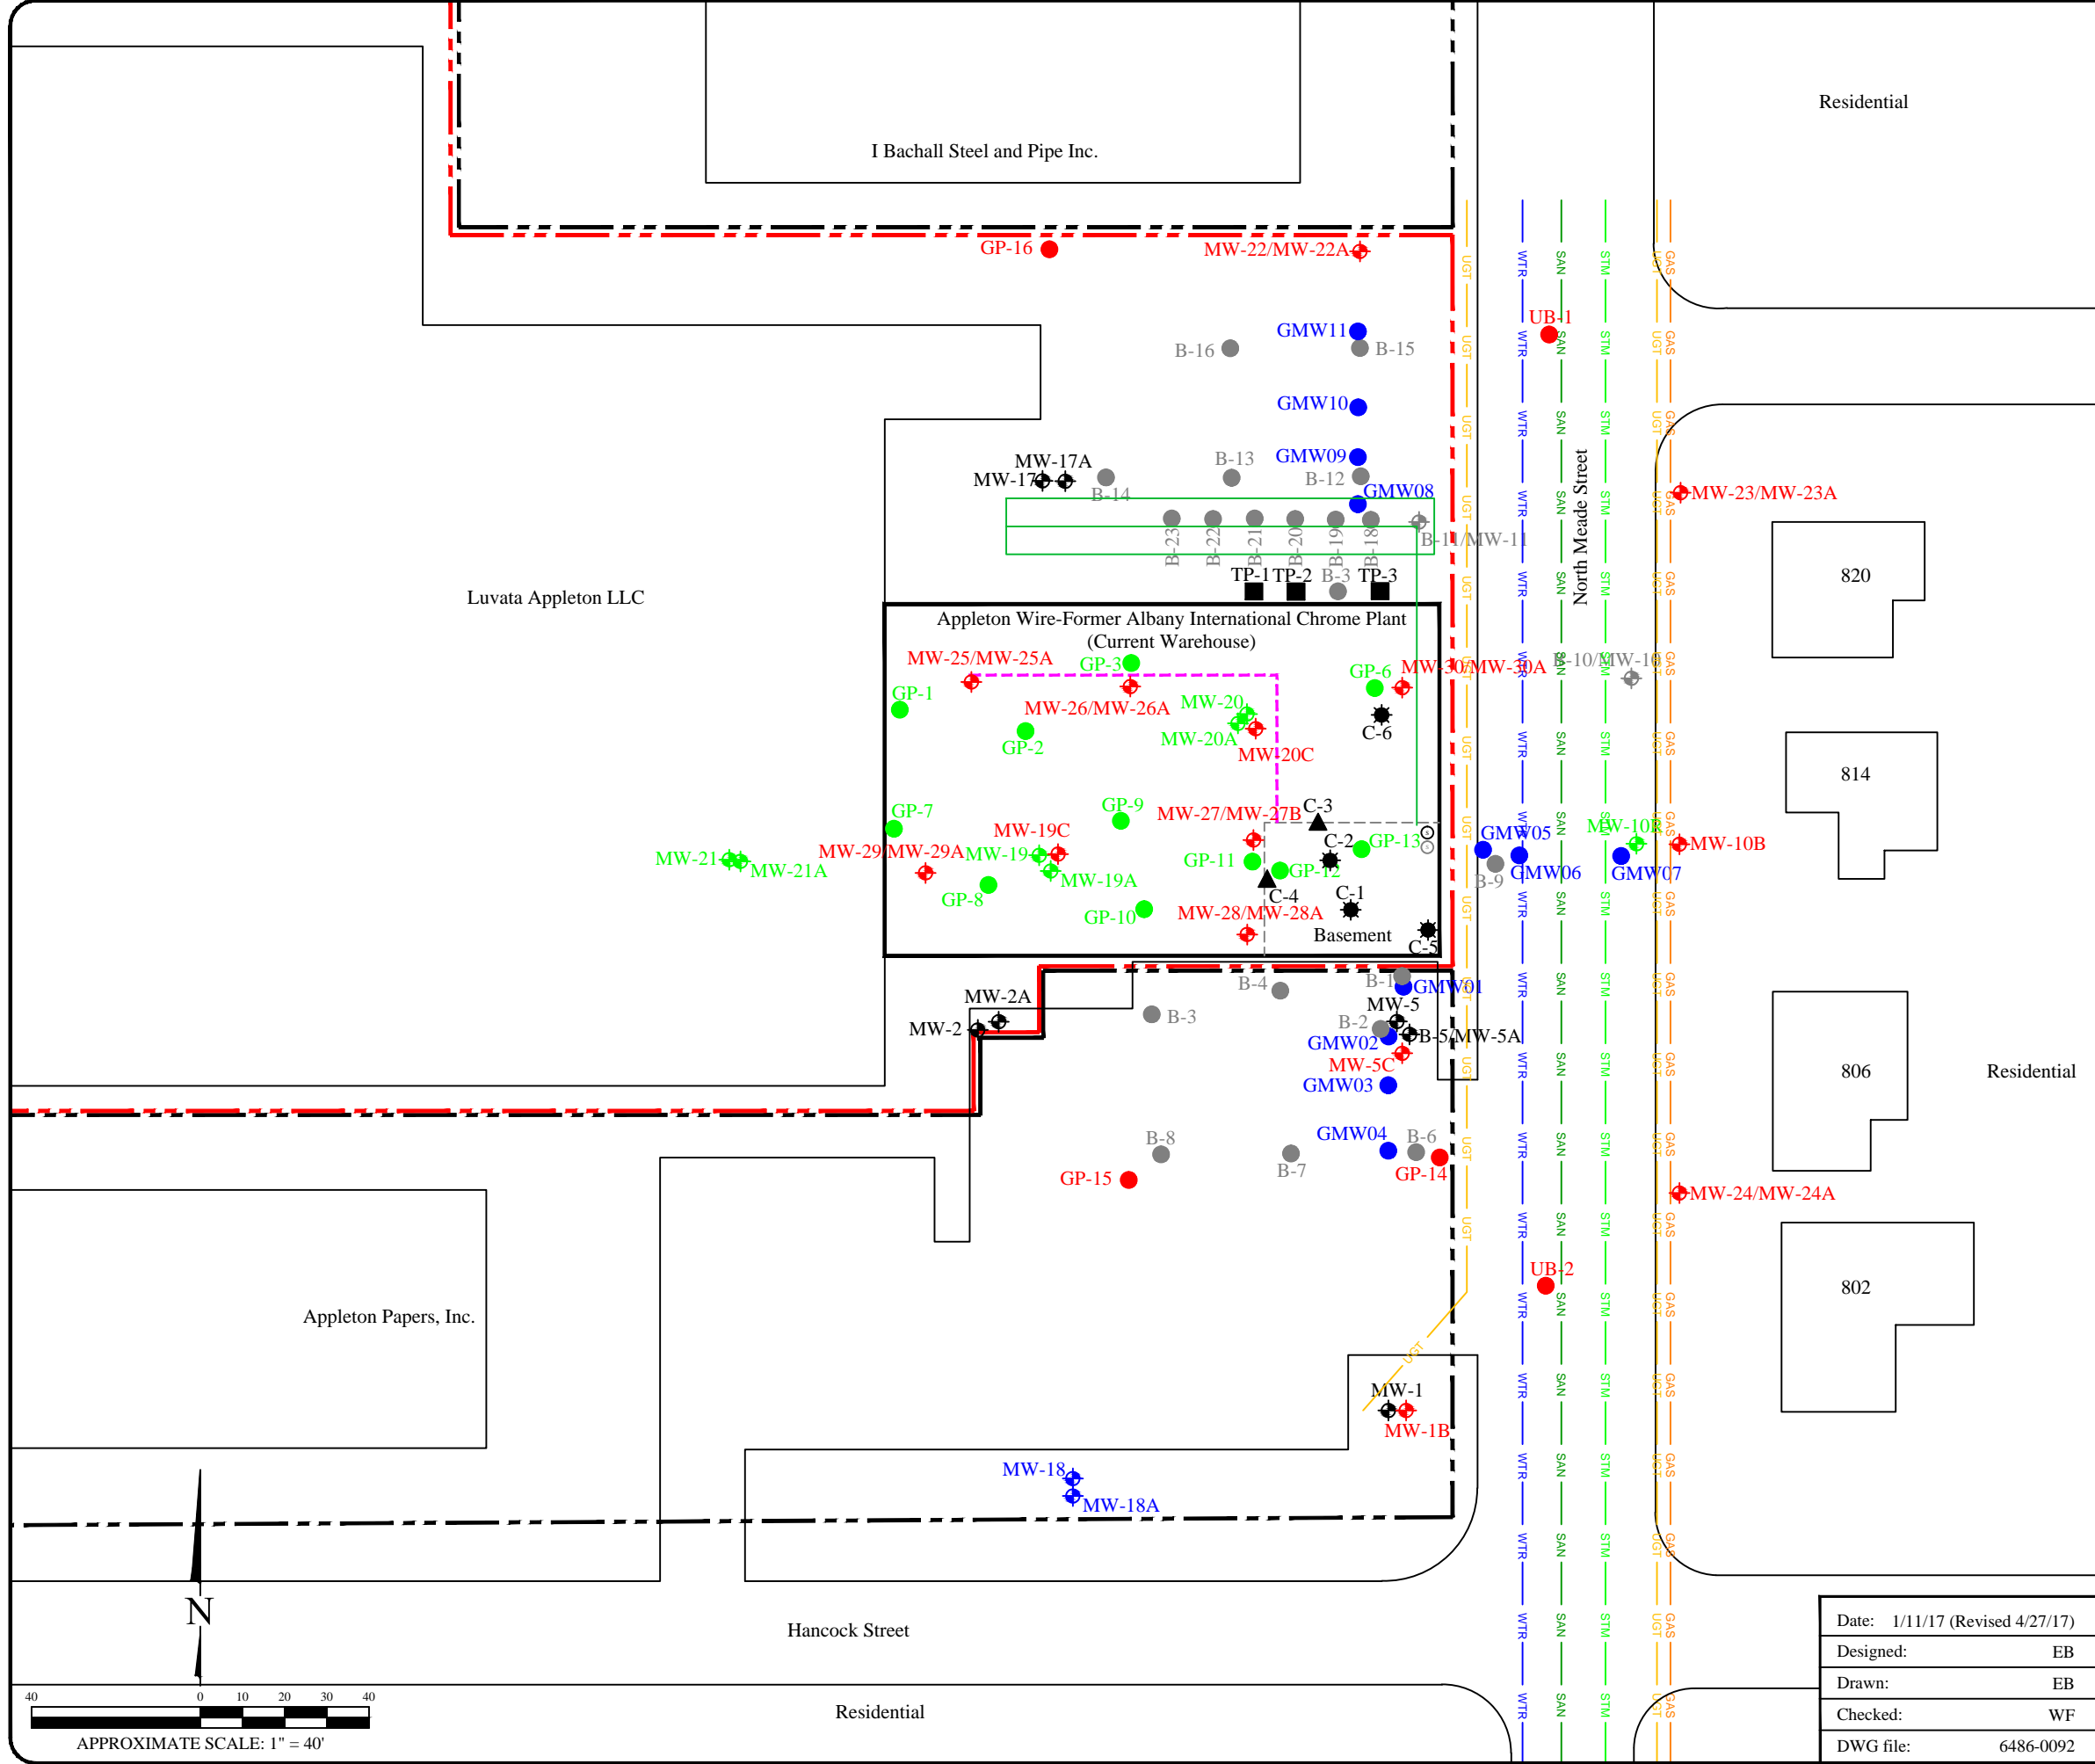 Residential
I Bachall Steel and Pipe Inc.
GP-16
MW-22/MW-22A
UGT
WTR
SAN
STM
UGT
GAS
UB-1
GMW11
B-16
B-15
GMW10
North Meade Street
MW-17A
MW-17
B-14
B-13
GMW09
B-12
GMW08
MW-23/MW-23A
B-23
B-22
B-21
B-20
B-19
B-18
B-11/MW-11
TP-1
TP-2
B-3
TP-3
820
Luvata Appleton LLC
Appleton Wire-Former Albany International Chrome Plant
(Current Warehouse)
MW-25/MW-25A
GP-3
GP-6
MW-30/MW-30A
B-10/MW-10
GP-1
MW-26/MW-26A
MW-20
GP-2
MW-20A
MW-20C
C-6
814
GP-7
GP-9
MW-27/MW-27B
C-3
MW-19C
C-2
GP-13
GMW05
MW-10B
MW-21
MW-21A
MW-29/MW-29A
MW-19
GP-11
GP-12
B-9
GMW06
GMW07
GP-8
MW-19A
C-4
C-1
GP-10
MW-28/MW-28A
Basement
C-5
B-4
B-1
GMW01
MW-2A
MW-2
B-3
MW-5
B-2
B-5/MW-5A
GMW02
MW-5C
GMW03
806
Residential
B-8
GMW04
B-6
B-7
GP-15
GP-14
MW-24/MW-24A
UB-2
802
Appleton Papers, Inc.
UGT
MW-1
MW-1B
MW-18
MW-18A
N
Hancock Street
Residential
40 0 10 20 30 40
APPROXIMATE SCALE: 1" = 40'
Date: 1/11/17 (Revised 4/27/17)
Designed: EB
Drawn: EB
Checked: WF
DWG file: 6486-0092